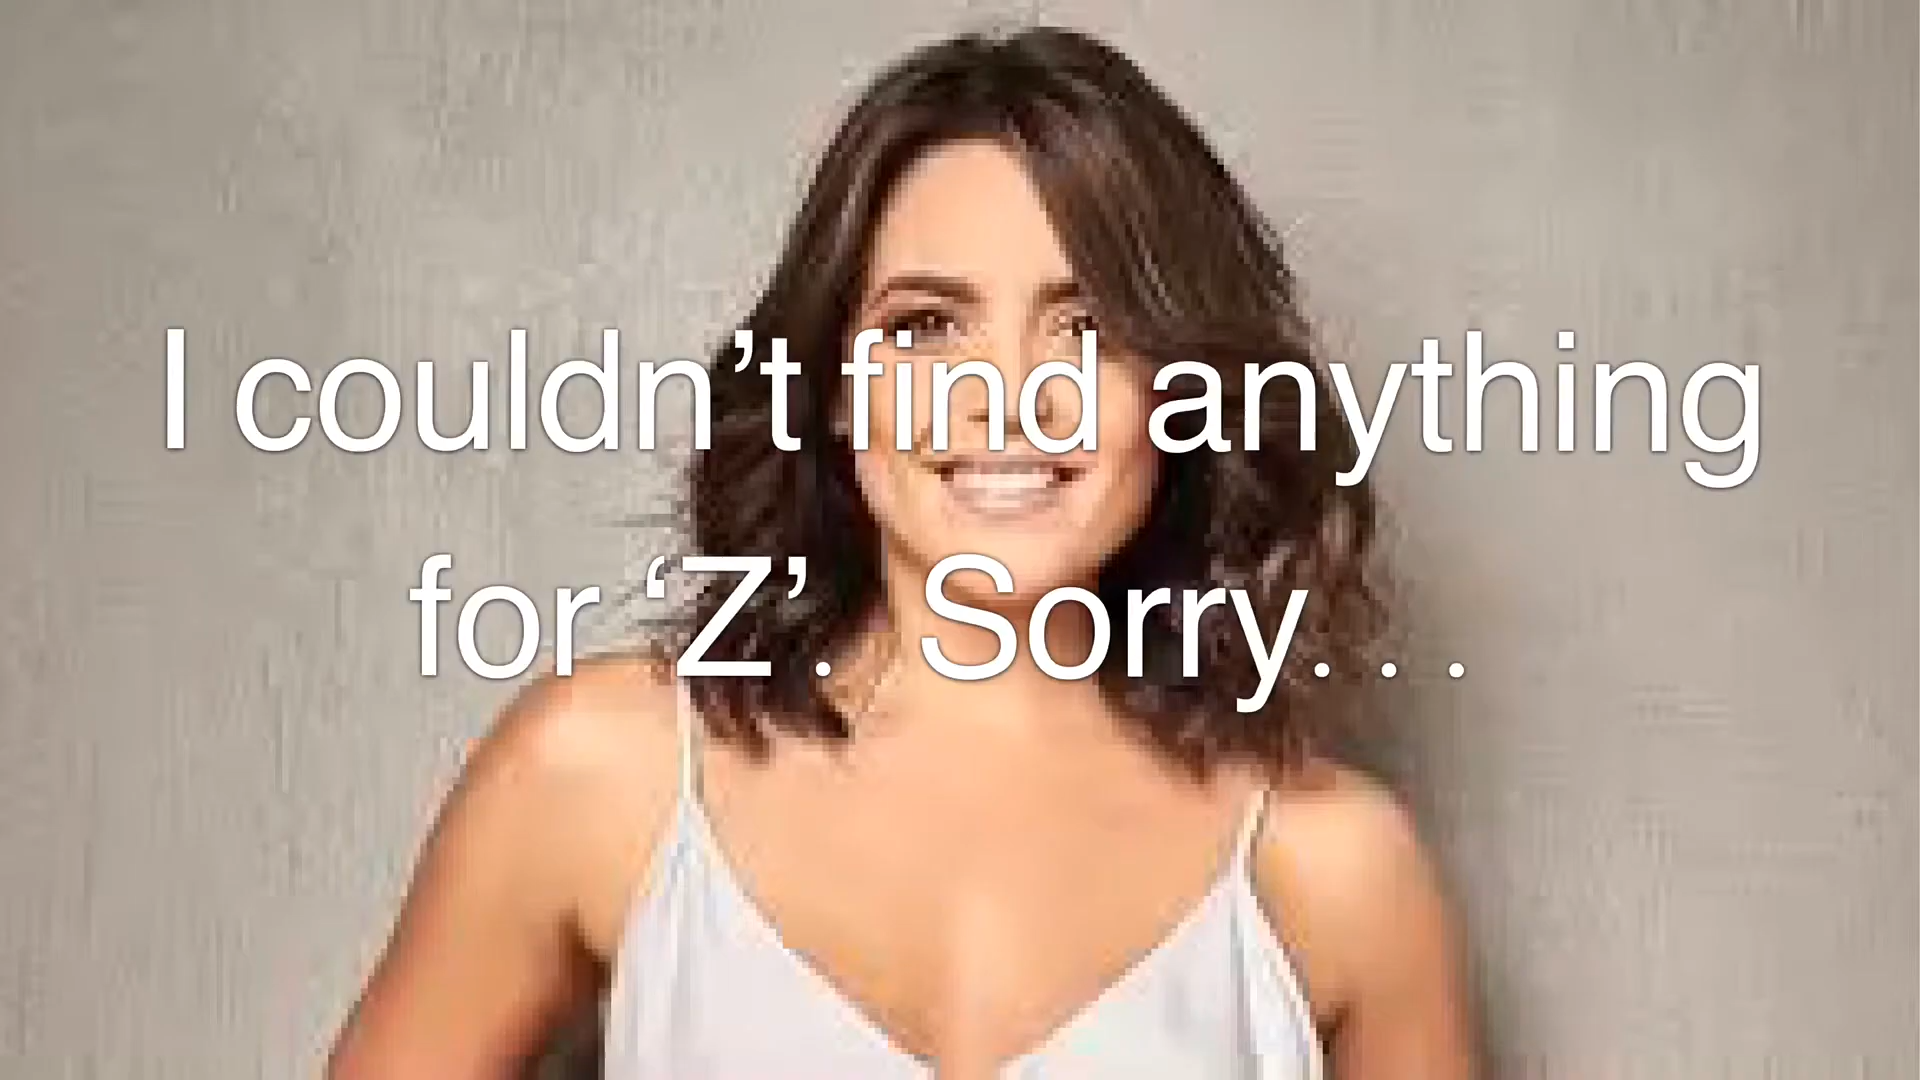 I couldn’t find anything
for ‘Z’.  Sorry. . .